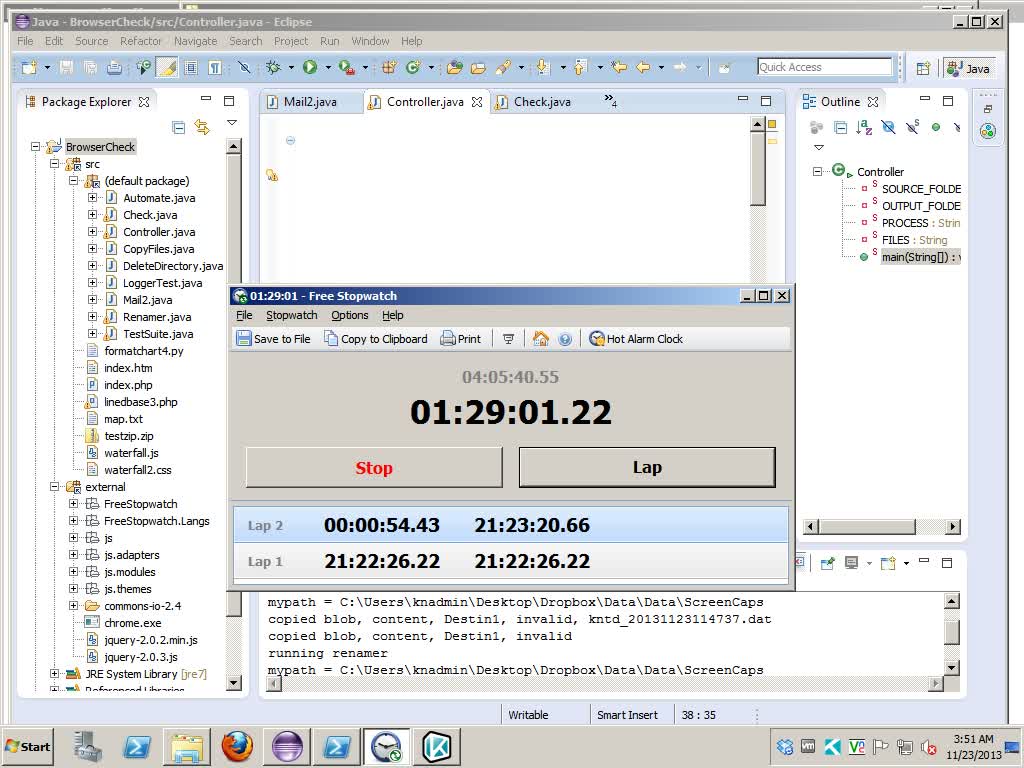 Java - BrowserCheck/src/Controller.java - Eclipse
File Edit Source Refactor Navigate Search Project Run Window Help
Quick Access
Java
Package Explorer
Mail2.java
Controller.java
Check.java
4
Outline
BrowserCheck
src
(default package)
Automate.java
Check.java
Controller.java
CopyFiles.java
DeleteDirectory.java
LoggerTest.java
Mail2.java
Renamer.java
TestSuite.java
formatchart4.py
index.htm
index.php
linedbase3.php
map.txt
testzip.zip
waterfall.js
waterfall2.css
external
FreeStopwatch
FreeStopwatch.Langs
js
js.adapters
js.modules
js.themes
commons-io-2.4
chrome.exe
jquery-2.0.2.min.js
jquery-2.0.3.js
JRE System Library [jre7]
Referenced Libraries
Controller
SOURCE_FOLDE
OUTPUT_FOLDE
PROCESS : Strin
FILES : String
main(String[]) : v
01:29:01 - Free Stopwatch
File Stopwatch Options Help
Save to File Copy to Clipboard Print Hot Alarm Clock
04:05:40.55
01:29:01.22
Stop Lap
Lap 2 00:00:54.43 21:23:20.66
Lap 1 21:22:26.22 21:22:26.22
mypath = C:\Users\knadmin\Desktop\Dropbox\Data\Data\ScreenCaps
copied blob, content, Destin1, invalid, kntd_20131123114737.dat
copied blob, content, Destin1, invalid
running renamer
mypath = C:\Users\knadmin\Desktop\Dropbox\Data\Data\ScreenCaps
Writable Smart Insert 38 : 35
Start
3:51 AM
11/23/2013